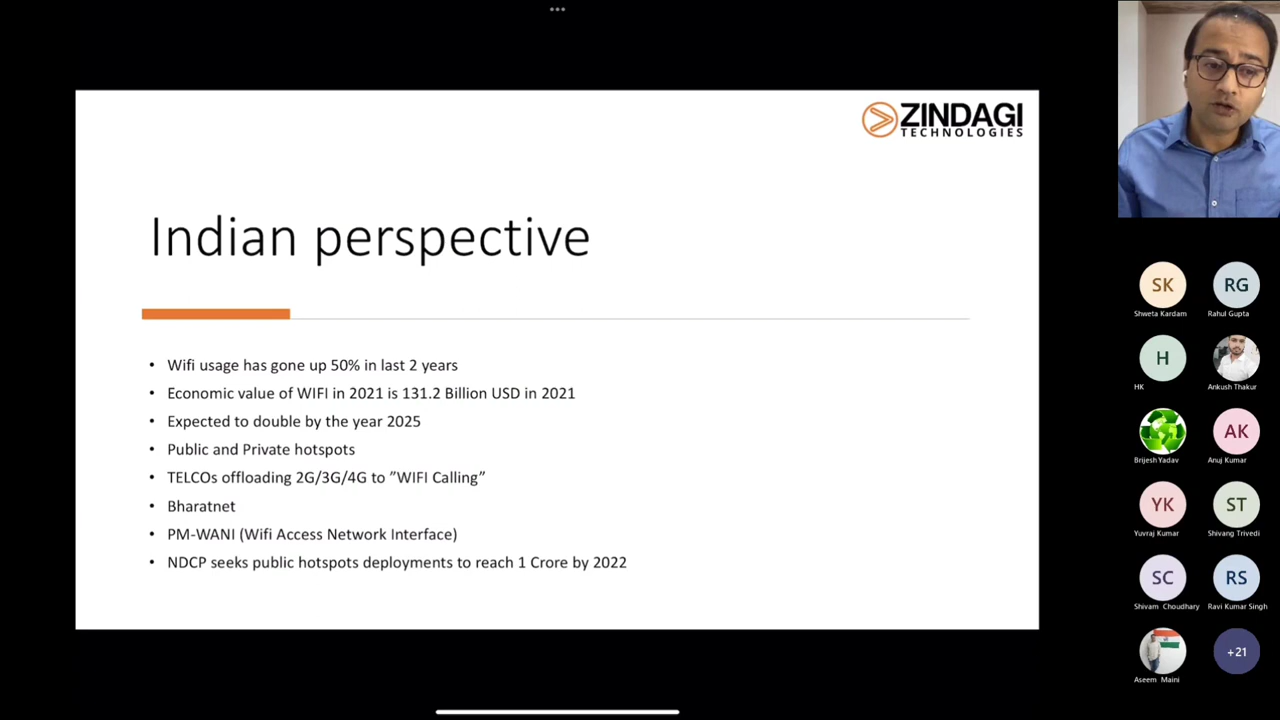 ZINDAGI
TECHNOLOGIES
Indian perspective
• Wifi usage has gone up 50% in last 2 years
• Economic value of WIFI in 2021 is 131.2 Billion USD in 2021
• Expected to double by the year 2025
• Public and Private hotspots
• TELCOs offloading 2G/3G/4G to ”WIFI Calling”
• Bharatnet
• PM-WANI (Wifi Access Network Interface)
• NDCP seeks public hotspots deployments to reach 1 Crore by 2022
SK RG
Shweta Kardam Rahul Gupta
H
HK Ankush Thakur
AK
Brijesh Yadav Anuj Kumar
YK ST
Yuvraj Kumar Shivang Trivedi
SC RS
Shivam Choudhary Ravi Kumar Singh
+21
Aseem Maini